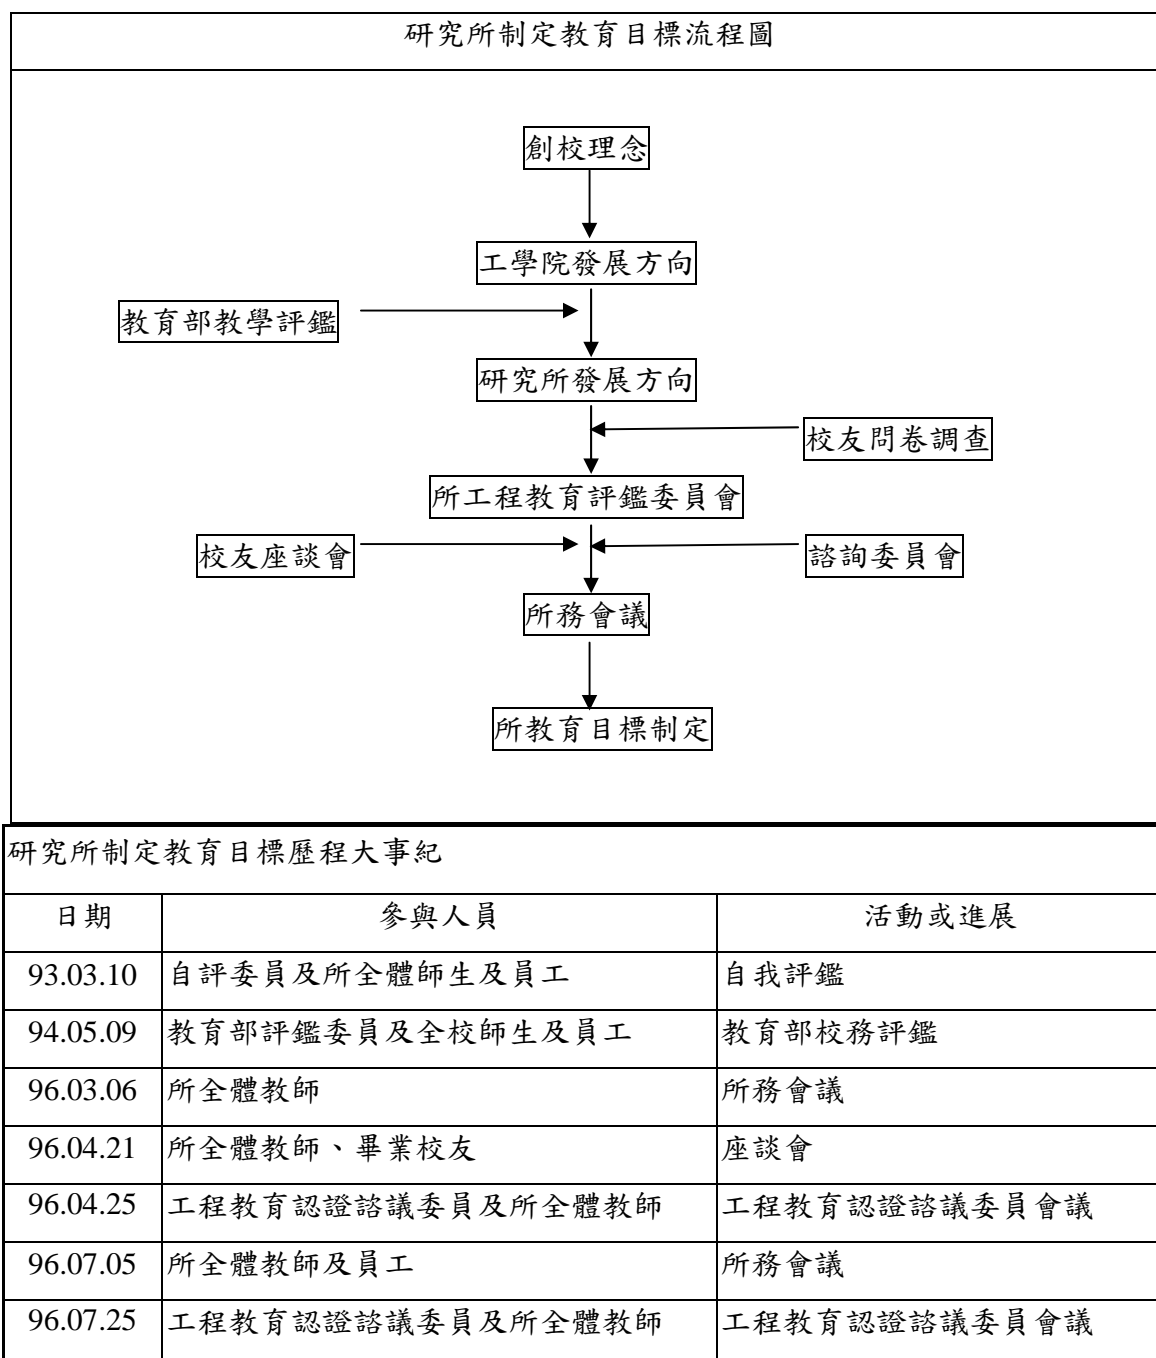 研究所制定教育目標流程圖
創校理念
工學院發展方向
教育部教學評鑑
研究所發展方向
校友問卷調查
所工程教育評鑑委員會
校友座談會
諮詢委員會
所務會議
所教育目標制定
研究所制定教育目標歷程大事紀
日期 參與人員 活動或進展
93.03.10 自評委員及所全體師生及員工 自我評鑑
94.05.09 教育部評鑑委員及全校師生及員工 教育部校務評鑑
96.03.06 所全體教師 所務會議
96.04.21 所全體教師、畢業校友 座談會
96.04.25 工程教育認證諮議委員及所全體教師 工程教育認證諮議委員會議
96.07.05 所全體教師及員工 所務會議
96.07.25 工程教育認證諮議委員及所全體教師 工程教育認證諮議委員會議